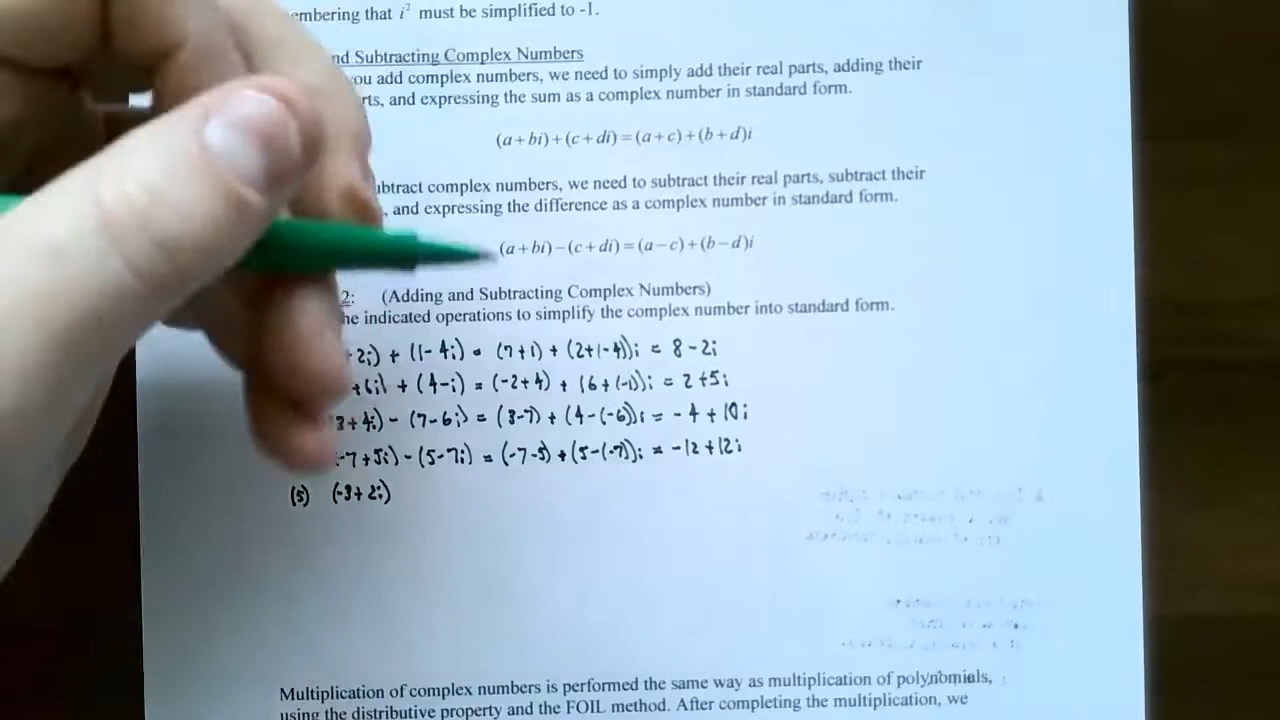 that i² must be simplified to -1.
Subtracting Complex Numbers
you add complex numbers, we need to simply add their real parts, adding their
and expressing the sum as a complex number in standard form.
(a+bi)+(c+di)=(a+c)+(b+d)i
complex numbers, we need to subtract their real parts, subtract their
, and expressing the difference as a complex number in standard form.
(a+bi)-(c+di)=(a-c)+(b-d)i
2: (Adding and Subtracting Complex Numbers)
indicated operations to simplify the complex number into standard form.
2i) + (1-4i) = (7+1) + (2+(-4))i = 8-2i
+6i) + (4-i) = (-2+4) + (6+(-1))i = 2+5i
3+4i) - (7-6i) = (3-7) + (4-(-6))i = -4+10i
-7+5i) - (5-7i) = (-7-5) + (5-(-7))i = -12+12i
(5) (-3+2i)
Multiplication of complex numbers is performed the same way as multiplication of polynomials,
using the distributive property and the FOIL method. After completing the multiplication, we